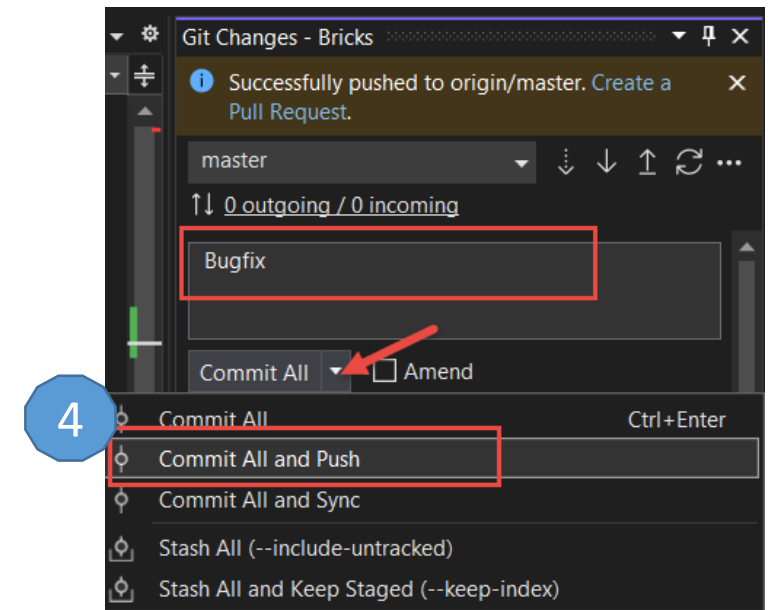 Git Changes - Bricks
Successfully pushed to origin/master. Create a
Pull Request.
master
0 outgoing / 0 incoming
Bugfix
Commit All
Amend
4
Commit All Ctrl+Enter
Commit All and Push
Commit All and Sync
Stash All (--include-untracked)
Stash All and Keep Staged (--keep-index)